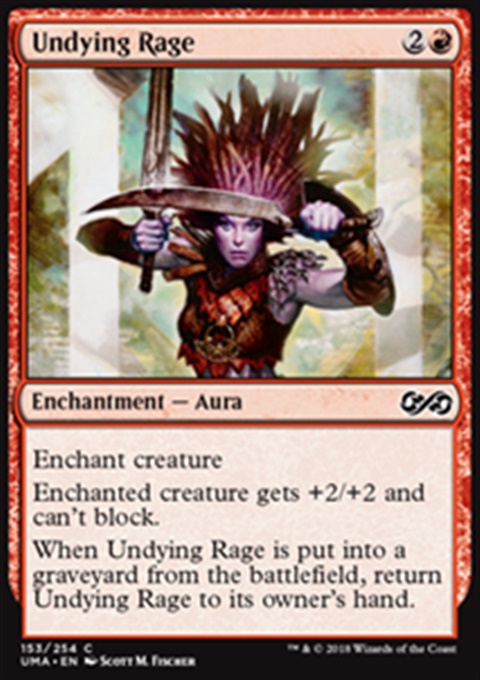 Undying Rage 2
Enchantment — Aura
Enchant creature
Enchanted creature gets +2/+2 and
can't block.
When Undying Rage is put into a
graveyard from the battlefield, return
Undying Rage to its owner's hand.
153/254 C ™ & © 2018 Wizards of the Coast
UMA • EN Scott M. Fischer